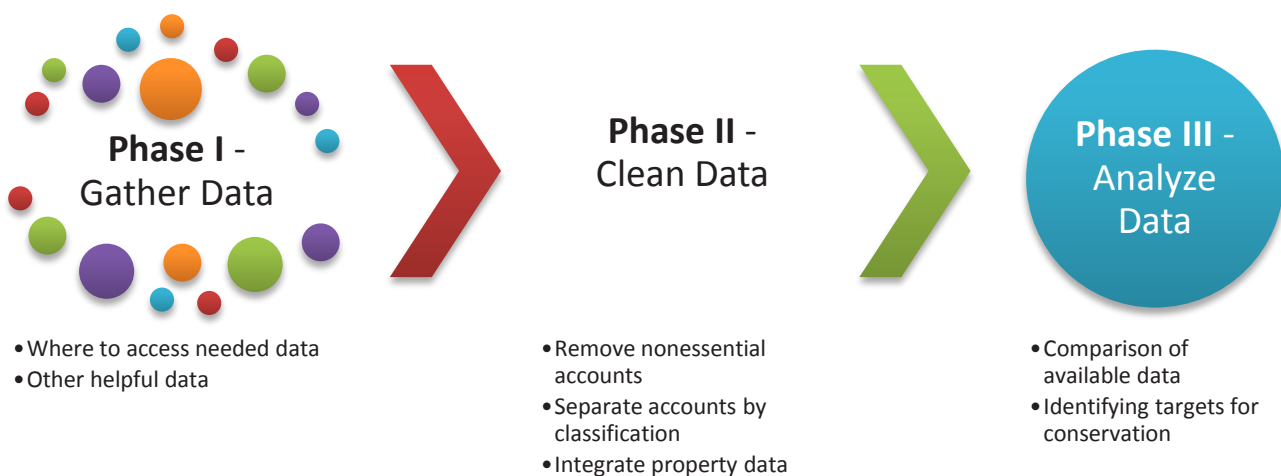 Phase I -
Gather Data
• Where to access needed data
• Other helpful data
Phase II -
Clean Data
• Remove nonessential
accounts
• Separate accounts by
classification
• Integrate property data
Phase III -
Analyze
Data
• Comparison of
available data
• Identifying targets for
conservation